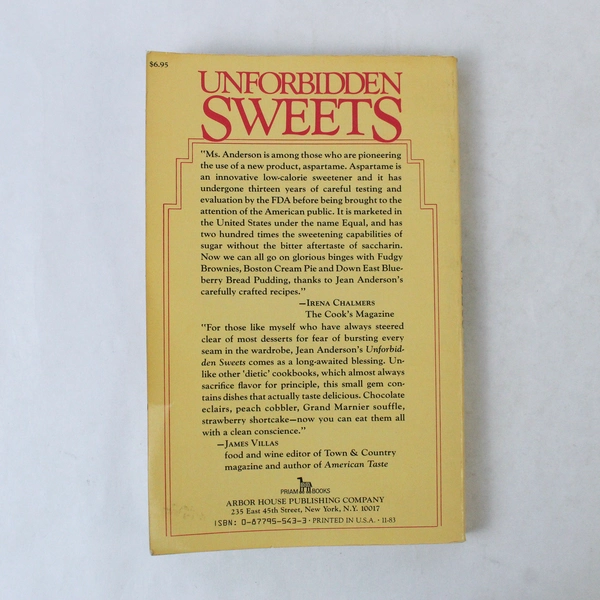 $6.95
UNFORBIDDEN
SWEETS
"Ms. Anderson is among those who are pioneering
the use of a new product, aspartame. Aspartame is
an innovative low-calorie sweetener and it has
undergone thirteen years of careful testing and
evaluation by the FDA before being brought to the
attention of the American public. It is marketed in
the United States under the name Equal, and has
two hundred times the sweetening capabilities of
sugar without the bitter aftertaste of saccharin.
Now we can all go on glorious binges with Fudgy
Brownies, Boston Cream Pie and Down East Blue-
berry Bread Pudding, thanks to Jean Anderson's
carefully crafted recipes."
—IRENA CHALMERS
The Cook's Magazine
"For those like myself who have always steered
clear of most desserts for fear of bursting every
seam in the wardrobe, Jean Anderson's Unforbid-
den Sweets comes as a long-awaited blessing. Un-
like other 'dietic' cookbooks, which almost always
sacrifice flavor for principle, this small gem con-
tains dishes that actually taste delicious. Chocolate
eclairs, peach cobbler, Grand Marnier souffle,
strawberry shortcake—now you can eat them all
with a clean conscience."
—JAMES VILLAS
food and wine editor of Town & Country
magazine and author of American Taste
PRIAM BOOKS
ARBOR HOUSE PUBLISHING COMPANY
235 East 45th Street, New York, N.Y. 10017
ISBN: 0-87795-543-3 · PRINTED IN U.S.A. · 11-83